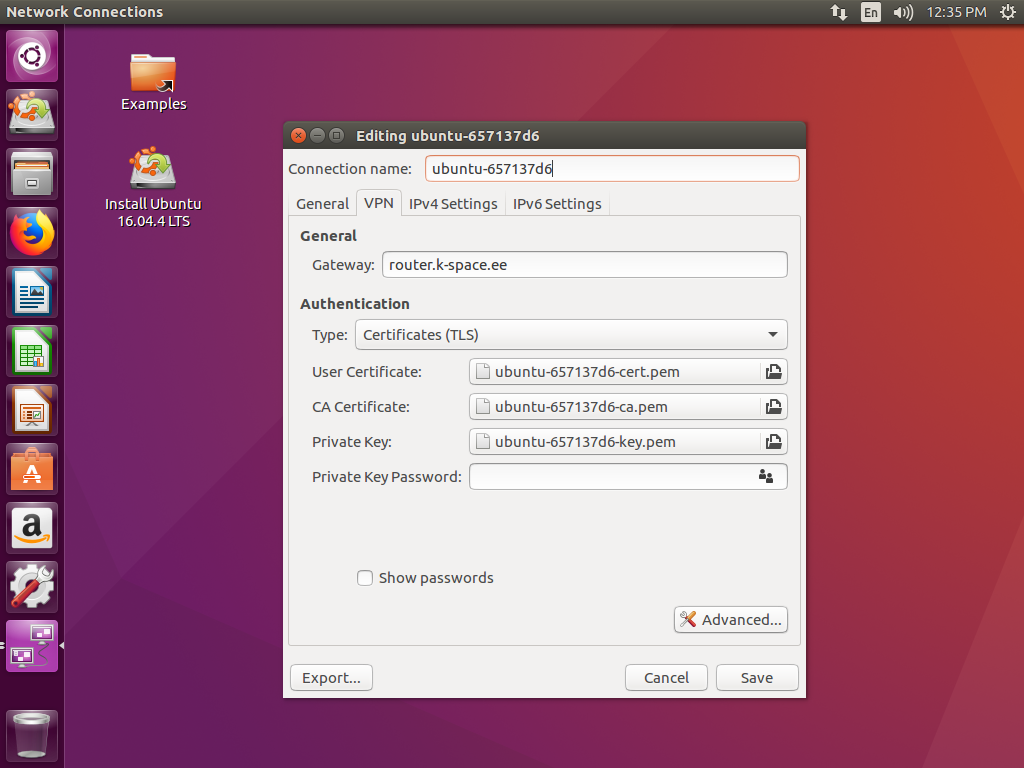 Network Connections
En
12:35 PM
Examples
Install Ubuntu
16.04.4 LTS
Editing ubuntu-657137d6
Connection name: ubuntu-657137d6
General VPN IPv4 Settings IPv6 Settings
General
Gateway: router.k-space.ee
Authentication
Type: Certificates (TLS)
User Certificate: ubuntu-657137d6-cert.pem
CA Certificate: ubuntu-657137d6-ca.pem
Private Key: ubuntu-657137d6-key.pem
Private Key Password:
Show passwords
Advanced...
Export... Cancel Save